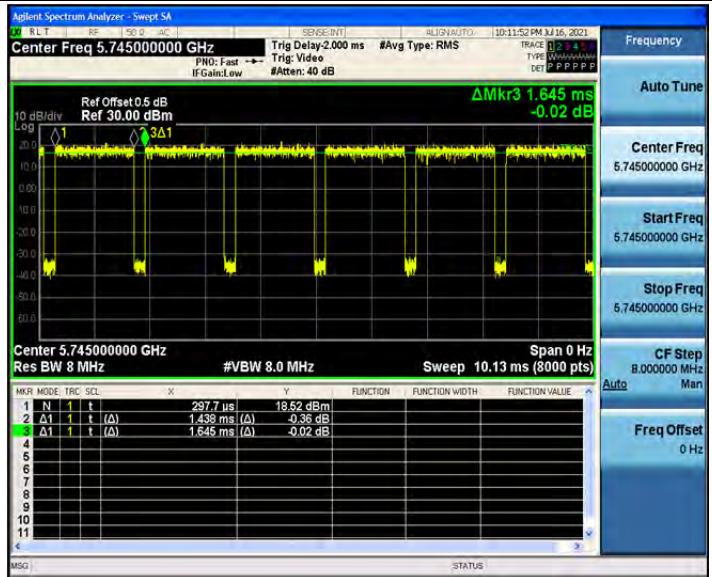 Agilent Spectrum Analyzer - Swept SA
RLT RF 50 Ω AC SENSE:INT ALIGNAUTO 10:11:52 PM Jul 16, 2021
Center Freq 5.745000000 GHz
PNO: Fast
IFGain:Low
Trig Delay-2.000 ms
Trig: Video
#Atten: 40 dB
#Avg Type: RMS
TRACE 1 2 3 4 5 6
TYPE
DET P P P P P P
Frequency
Ref Offset 0.5 dB
10 dB/div Ref 30.00 dBm
Log
ΔMkr3 1.645 ms
-0.02 dB
1 3Δ1
20.0
10.0
0.00
-10.0
-20.0
-30.0
-40.0
-50.0
-60.0
Center 5.745000000 GHz Span 0 Hz
Res BW 8 MHz #VBW 8.0 MHz Sweep 10.13 ms (8000 pts)
MKR MODE TRC SCL X Y FUNCTION FUNCTION WIDTH FUNCTION VALUE
1 N 1 t 297.7 µs 18.52 dBm
2 Δ1 1 t (Δ) 1.438 ms (Δ) -0.36 dB
3 Δ1 1 t (Δ) 1.645 ms (Δ) -0.02 dB
4
5
6
7
8
9
10
11
MSG STATUS
Auto Tune
Center Freq
5.745000000 GHz
Start Freq
5.745000000 GHz
Stop Freq
5.745000000 GHz
CF Step
8.000000 MHz
Auto Man
Freq Offset
0 Hz